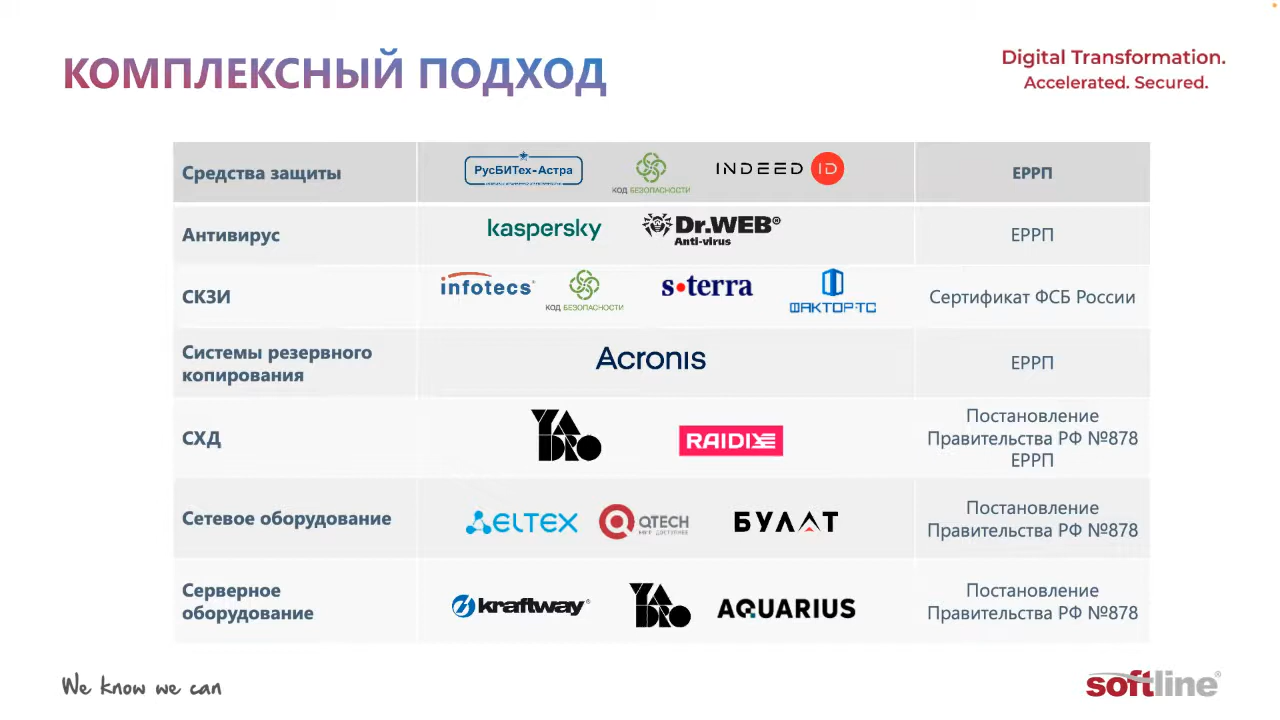 КОМПЛЕКСНЫЙ ПОДХОД
Digital Transformation.
Accelerated. Secured.
Средства защиты
РусБИТех-Астра
КОД БЕЗОПАСНОСТИ
INDEED ID
ЕРРП
Антивирус
kaspersky
Dr.WEB®
Anti-virus
ЕРРП
СКЗИ
infotecs®
КОД БЕЗОПАСНОСТИ
s•terra
ФАКТОР-ТС
Сертификат ФСБ России
Системы резервного
копирования
Acronis
ЕРРП
СХД
YADRO
RAIDIX
Постановление
Правительства РФ №878
ЕРРП
Сетевое оборудование
ELTEX
QTECH
БУЛАТ
Постановление
Правительства РФ №878
Серверное
оборудование
kraftway®
YADRO
AQUARIUS
Постановление
Правительства РФ №878
We know we can
softline®